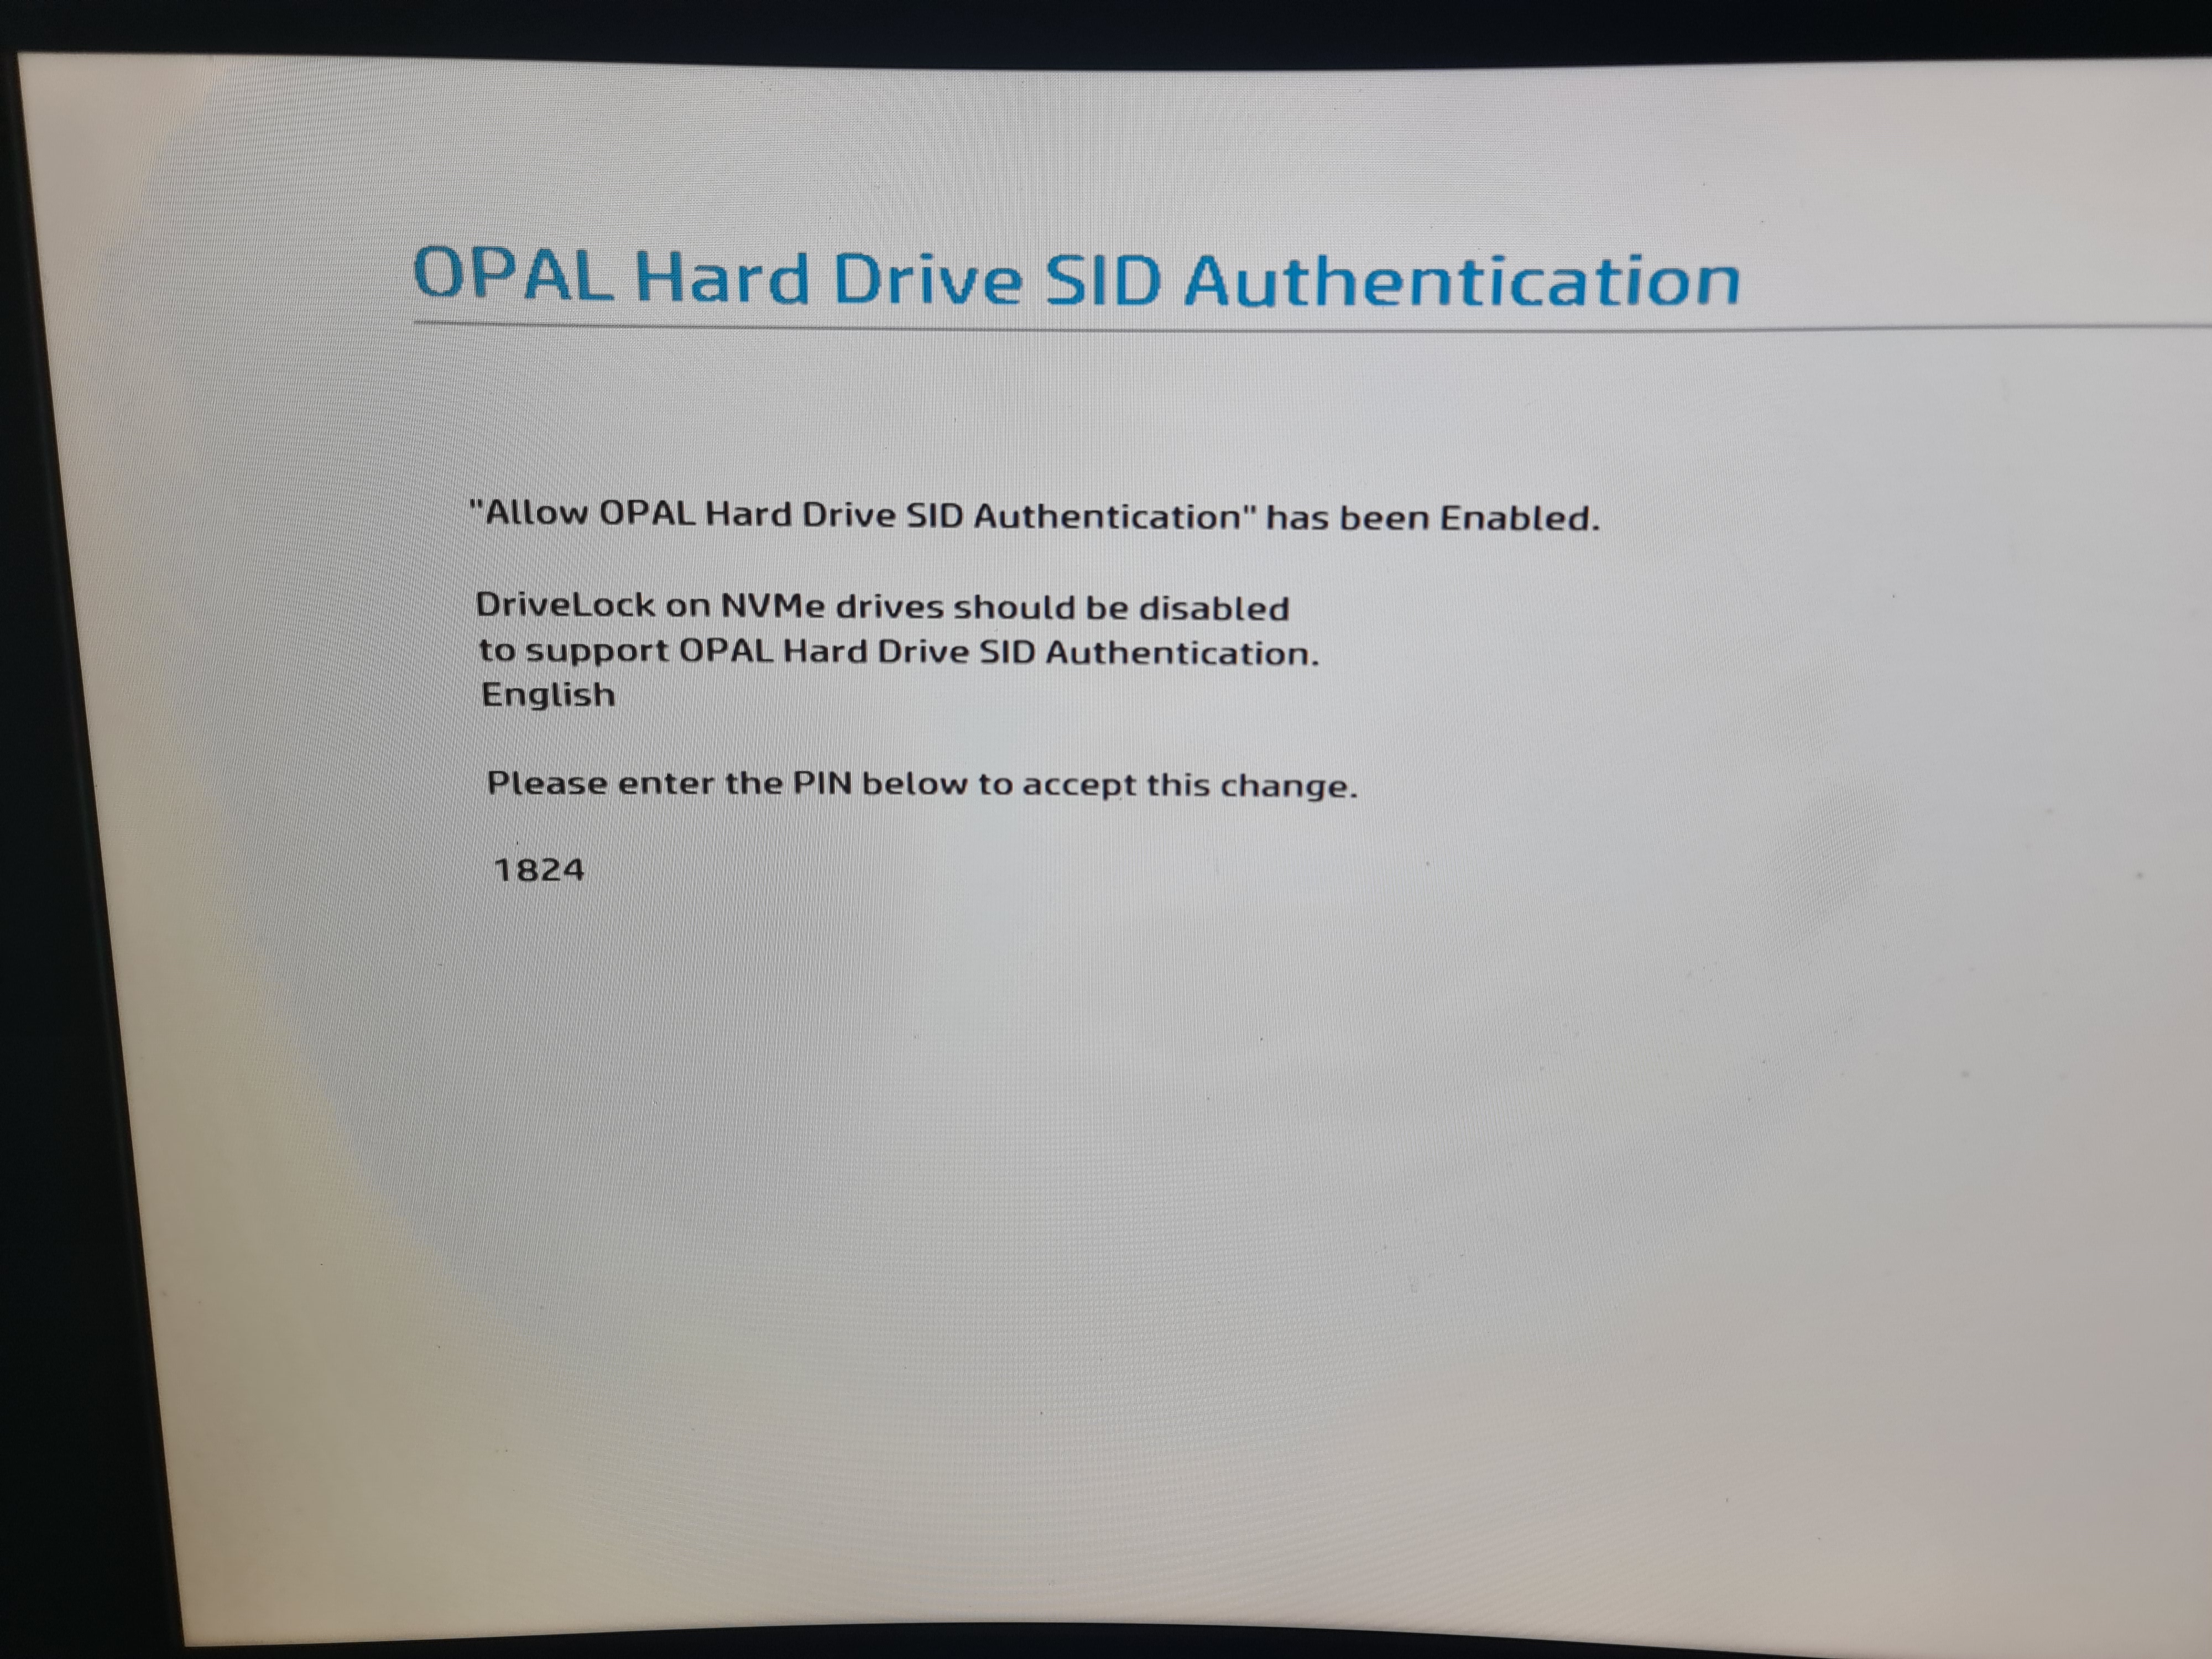 OPAL Hard Drive SID Authentication
"Allow OPAL Hard Drive SID Authentication" has been Enabled.
DriveLock on NVMe drives should be disabled
to support OPAL Hard Drive SID Authentication.
English
Please enter the PIN below to accept this change.
1824